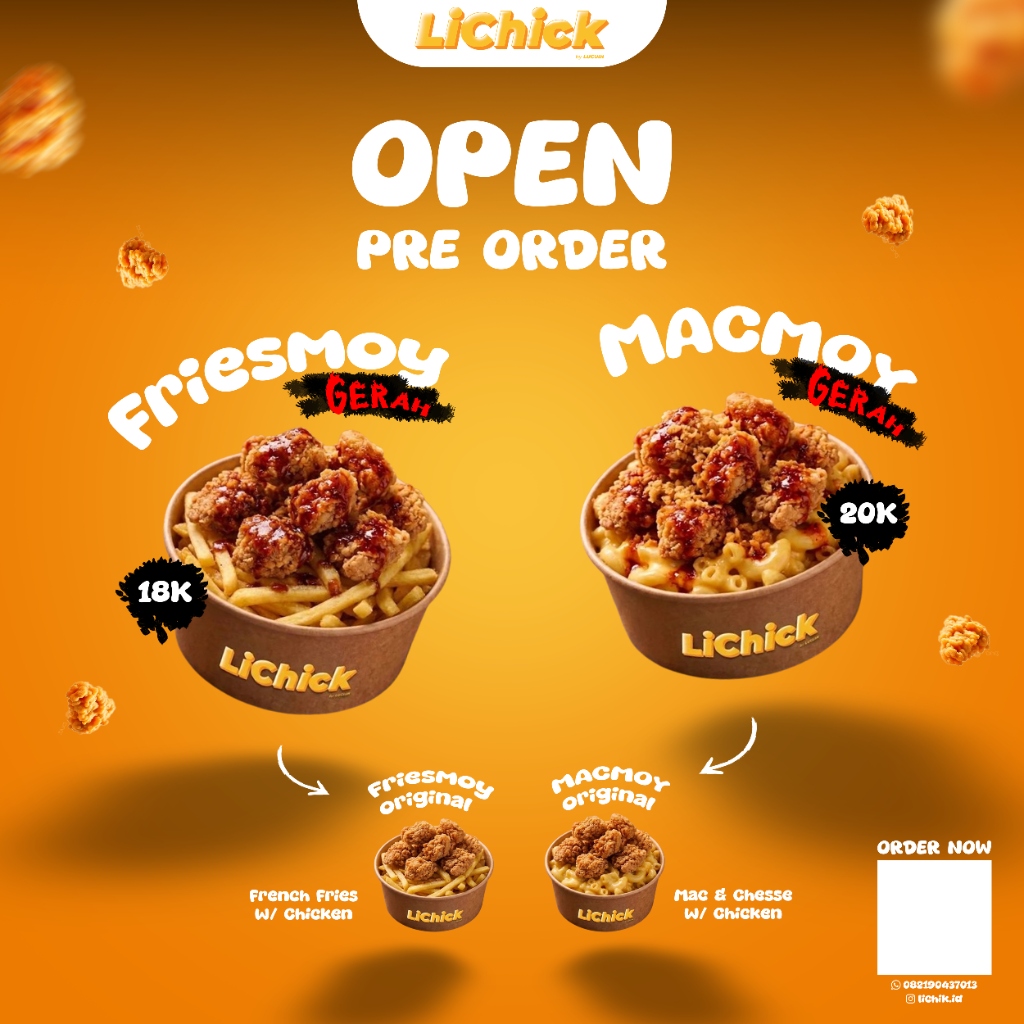 LiChick
OPEN
PRE ORDER
FriesMoy
GERAH
MACMOY
GERAH
18K
20K
LiChick
LiChick
FriesMoy
Original
MACMOY
Original
French Fries
W/ Chicken
Mac & Chesse
W/ Chicken
LiChick
LiChick
ORDER NOW
082190437013
lichik.id